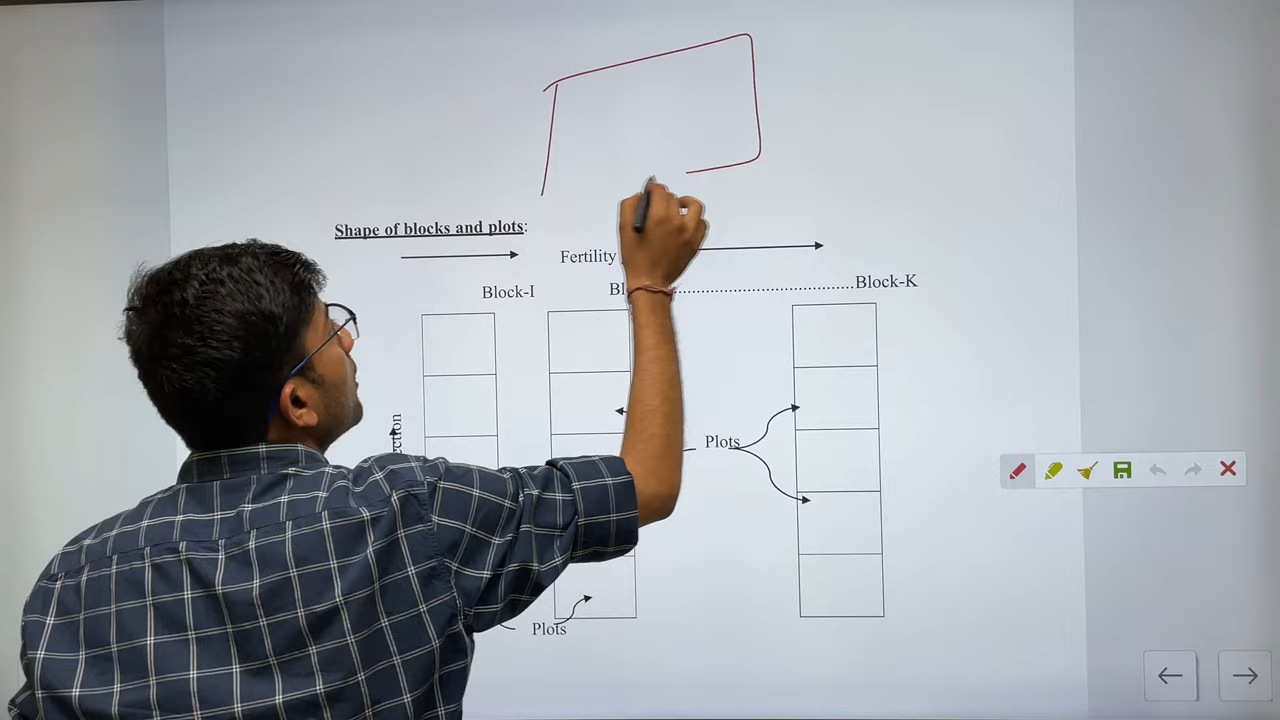 Shape of blocks and plots:
Fertility
Block-I
....................................Block-K
Plots
Plots